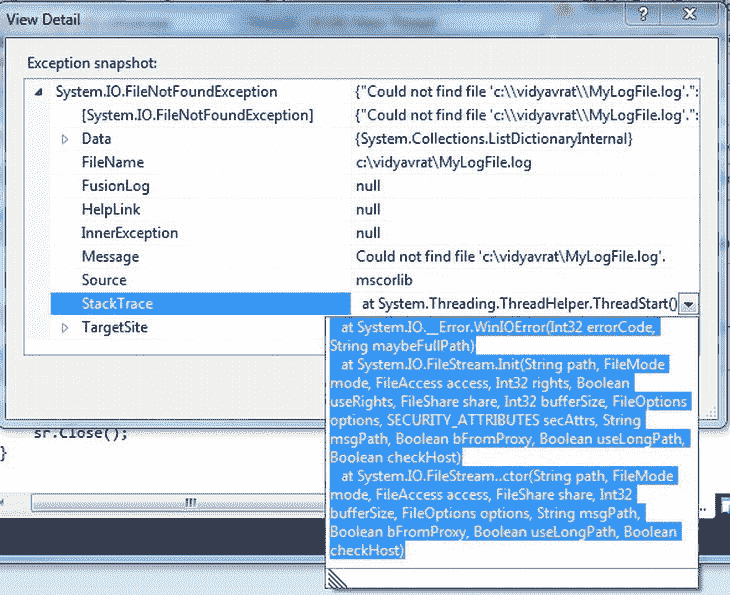 View Detail
Exception snapshot:
System.IO.FileNotFoundException {"Could not find file 'c:\\vidyavrat\\MyLogFile.log'.":
[System.IO.FileNotFoundException] {"Could not find file 'c:\\vidyavrat\\MyLogFile.log'.":
Data {System.Collections.ListDictionaryInternal}
FileName c:\vidyavrat\MyLogFile.log
FusionLog null
HelpLink null
InnerException null
Message Could not find file 'c:\vidyavrat\MyLogFile.log'.
Source mscorlib
StackTrace at System.Threading.ThreadHelper.ThreadStart()
TargetSite
at System.IO.__Error.WinIOError(Int32 errorCode,
String maybeFullPath)
at System.IO.FileStream.Init(String path, FileMode
mode, FileAccess access, Int32 rights, Boolean
useRights, FileShare share, Int32 bufferSize, FileOptions
options, SECURITY_ATTRIBUTES secAttrs, String
msgPath, Boolean bFromProxy, Boolean useLongPath,
Boolean checkHost)
at System.IO.FileStream..ctor(String path, FileMode
mode, FileAccess access, FileShare share, Int32
bufferSize, FileOptions options, String msgPath,
Boolean bFromProxy, Boolean useLongPath, Boolean
checkHost)
sr.Close();
}